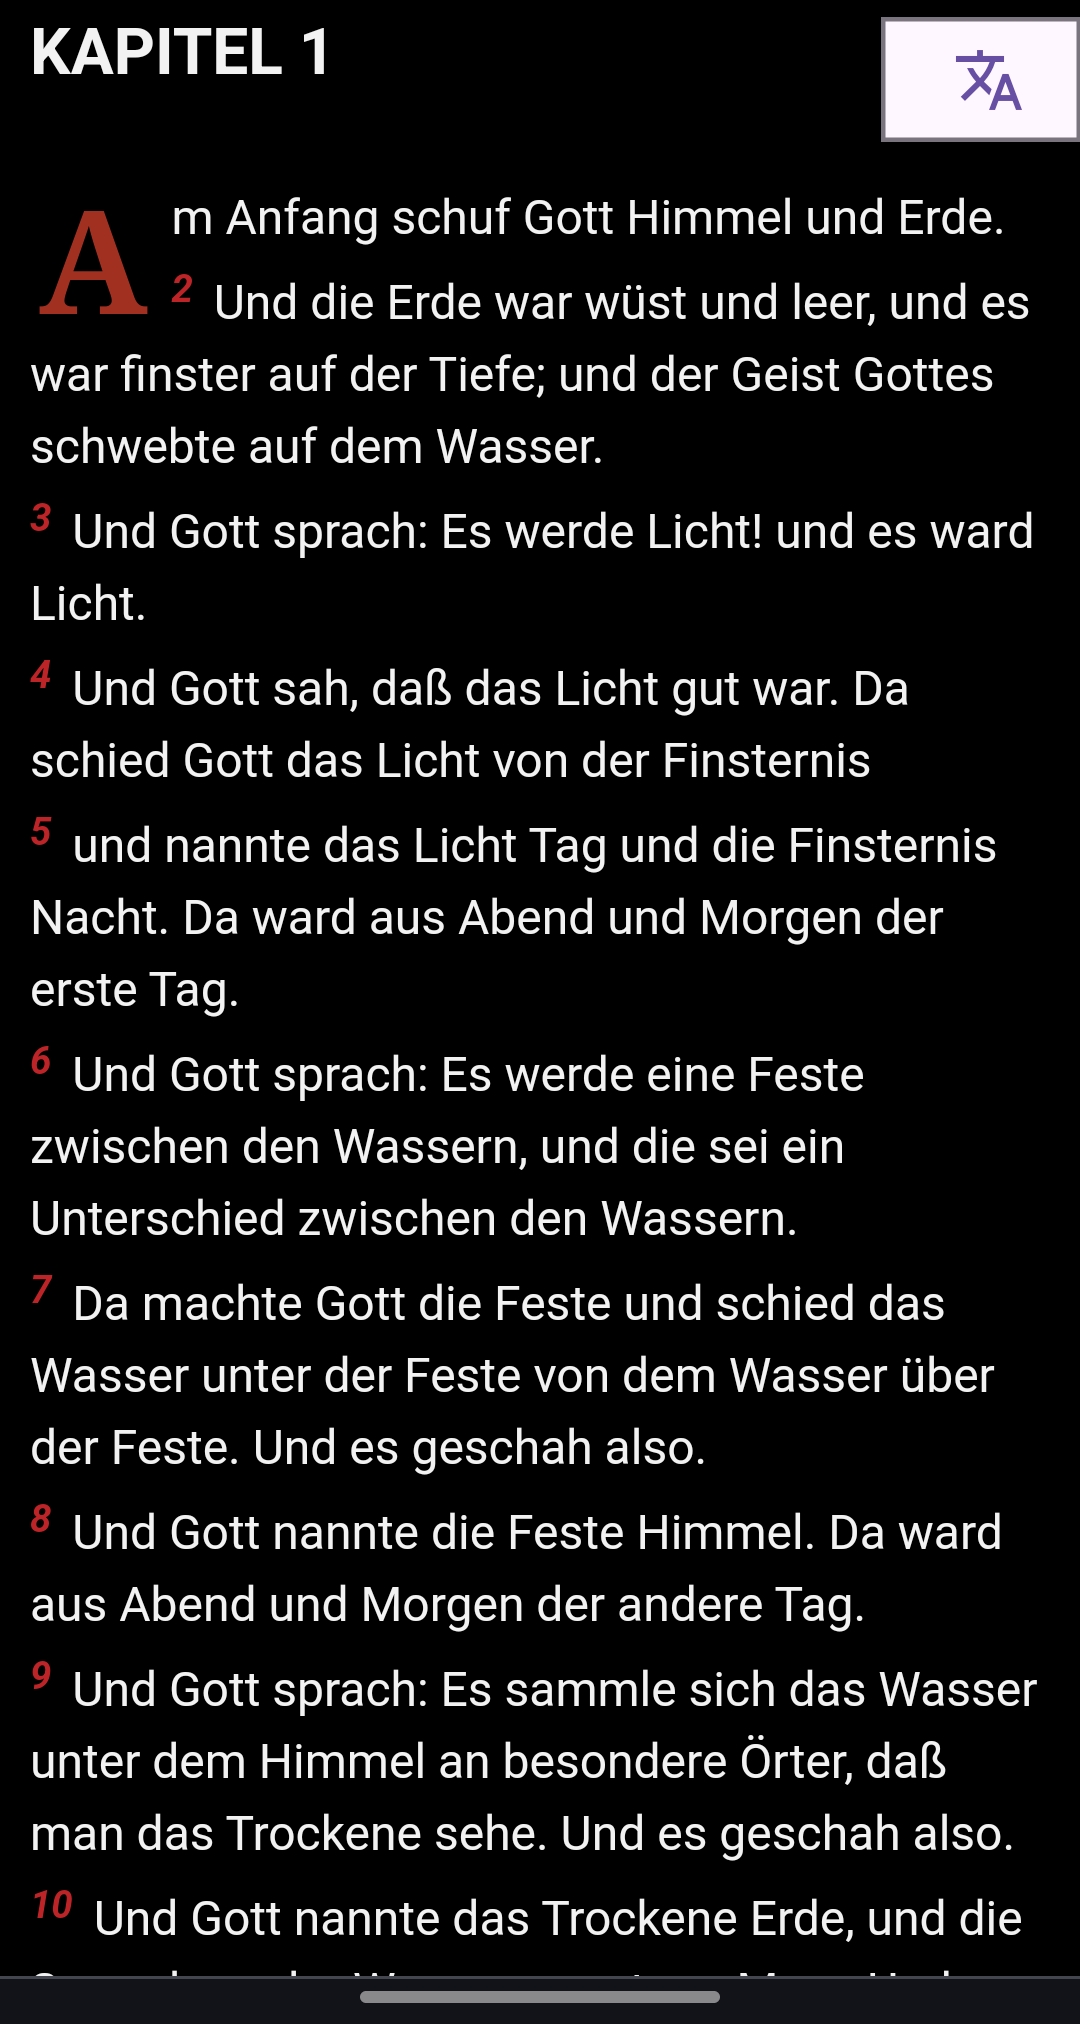 KAPITEL 1
Am Anfang schuf Gott Himmel und Erde.
2 Und die Erde war wüst und leer, und es
war finster auf der Tiefe; und der Geist Gottes
schwebte auf dem Wasser.
3 Und Gott sprach: Es werde Licht! und es ward
Licht.
4 Und Gott sah, daß das Licht gut war. Da
schied Gott das Licht von der Finsternis
5 und nannte das Licht Tag und die Finsternis
Nacht. Da ward aus Abend und Morgen der
erste Tag.
6 Und Gott sprach: Es werde eine Feste
zwischen den Wassern, und die sei ein
Unterschied zwischen den Wassern.
7 Da machte Gott die Feste und schied das
Wasser unter der Feste von dem Wasser über
der Feste. Und es geschah also.
8 Und Gott nannte die Feste Himmel. Da ward
aus Abend und Morgen der andere Tag.
9 Und Gott sprach: Es sammle sich das Wasser
unter dem Himmel an besondere Örter, daß
man das Trockene sehe. Und es geschah also.
10 Und Gott nannte das Trockene Erde, und die